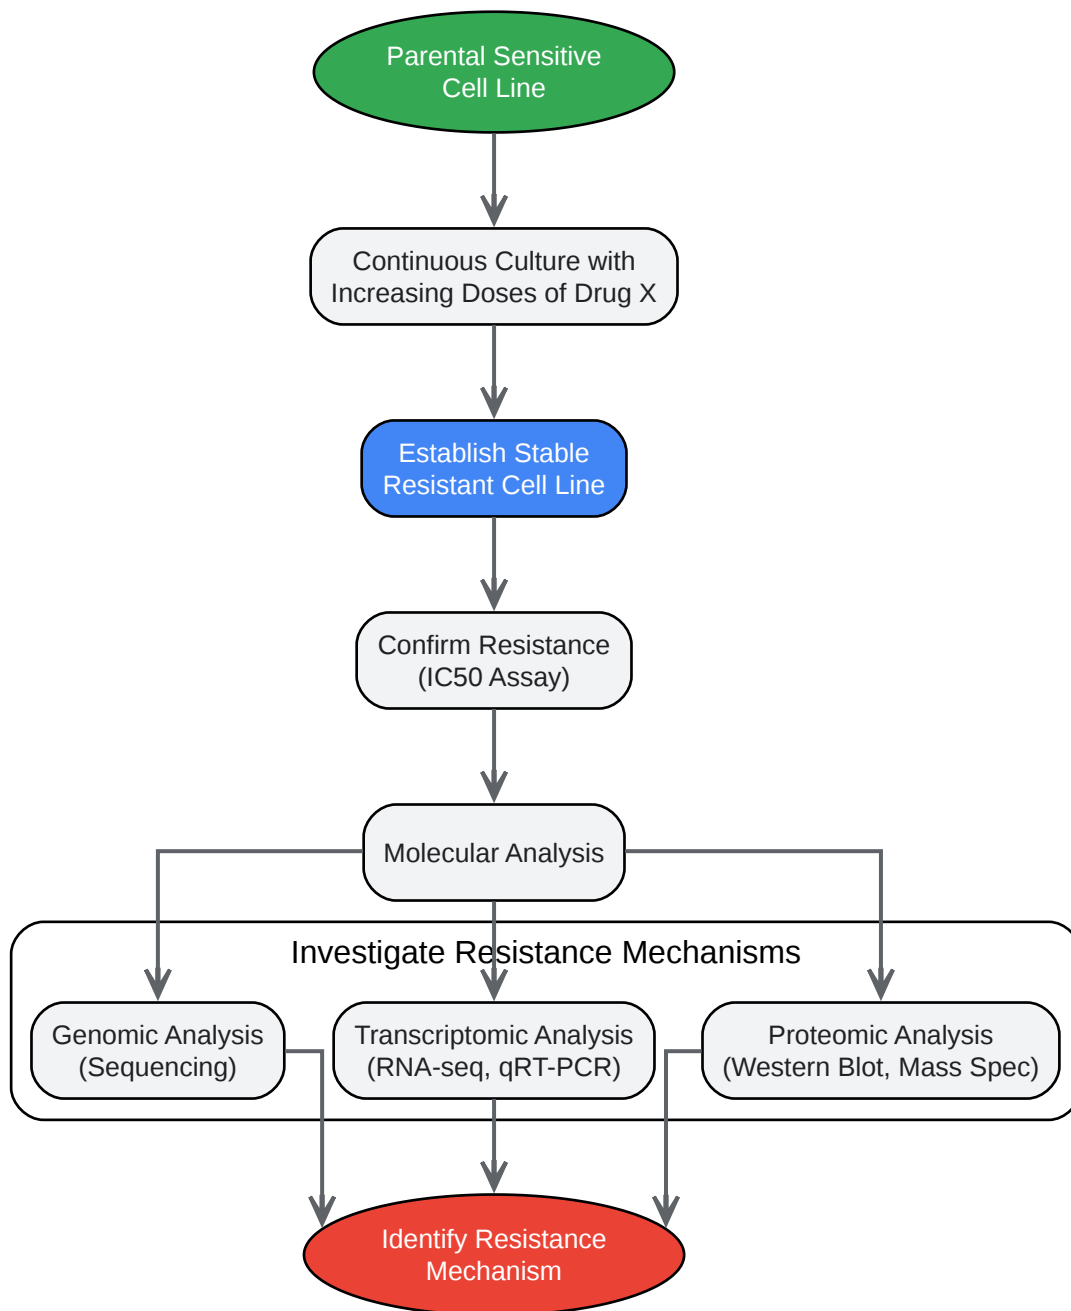 Parental Sensitive
Cell Line
Continuous Culture with
Increasing Doses of Drug X
Establish Stable
Resistant Cell Line
Confirm Resistance
(IC50 Assay)
Molecular Analysis
Investigate Resistance Mechanisms
Genomic Analysis
(Sequencing)
Transcriptomic Analysis
(RNA-seq, qRT-PCR)
Proteomic Analysis
(Western Blot, Mass Spec)
Identify Resistance
Mechanism